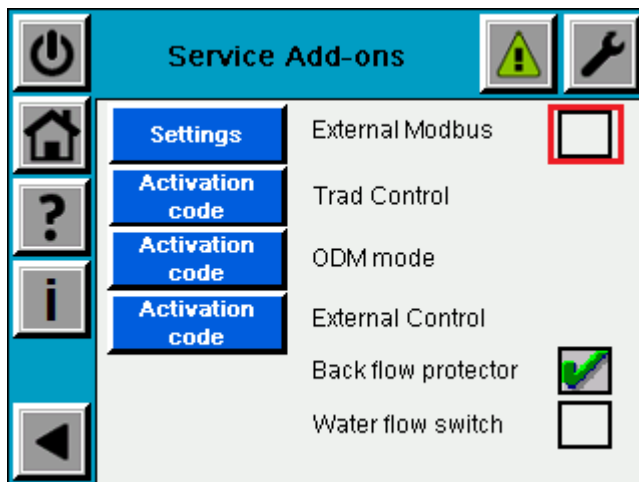 Service Add-ons
Settings External Modbus
Activation code Trad Control
Activation code ODM mode
Activation code External Control
Back flow protector
Water flow switch
?
i